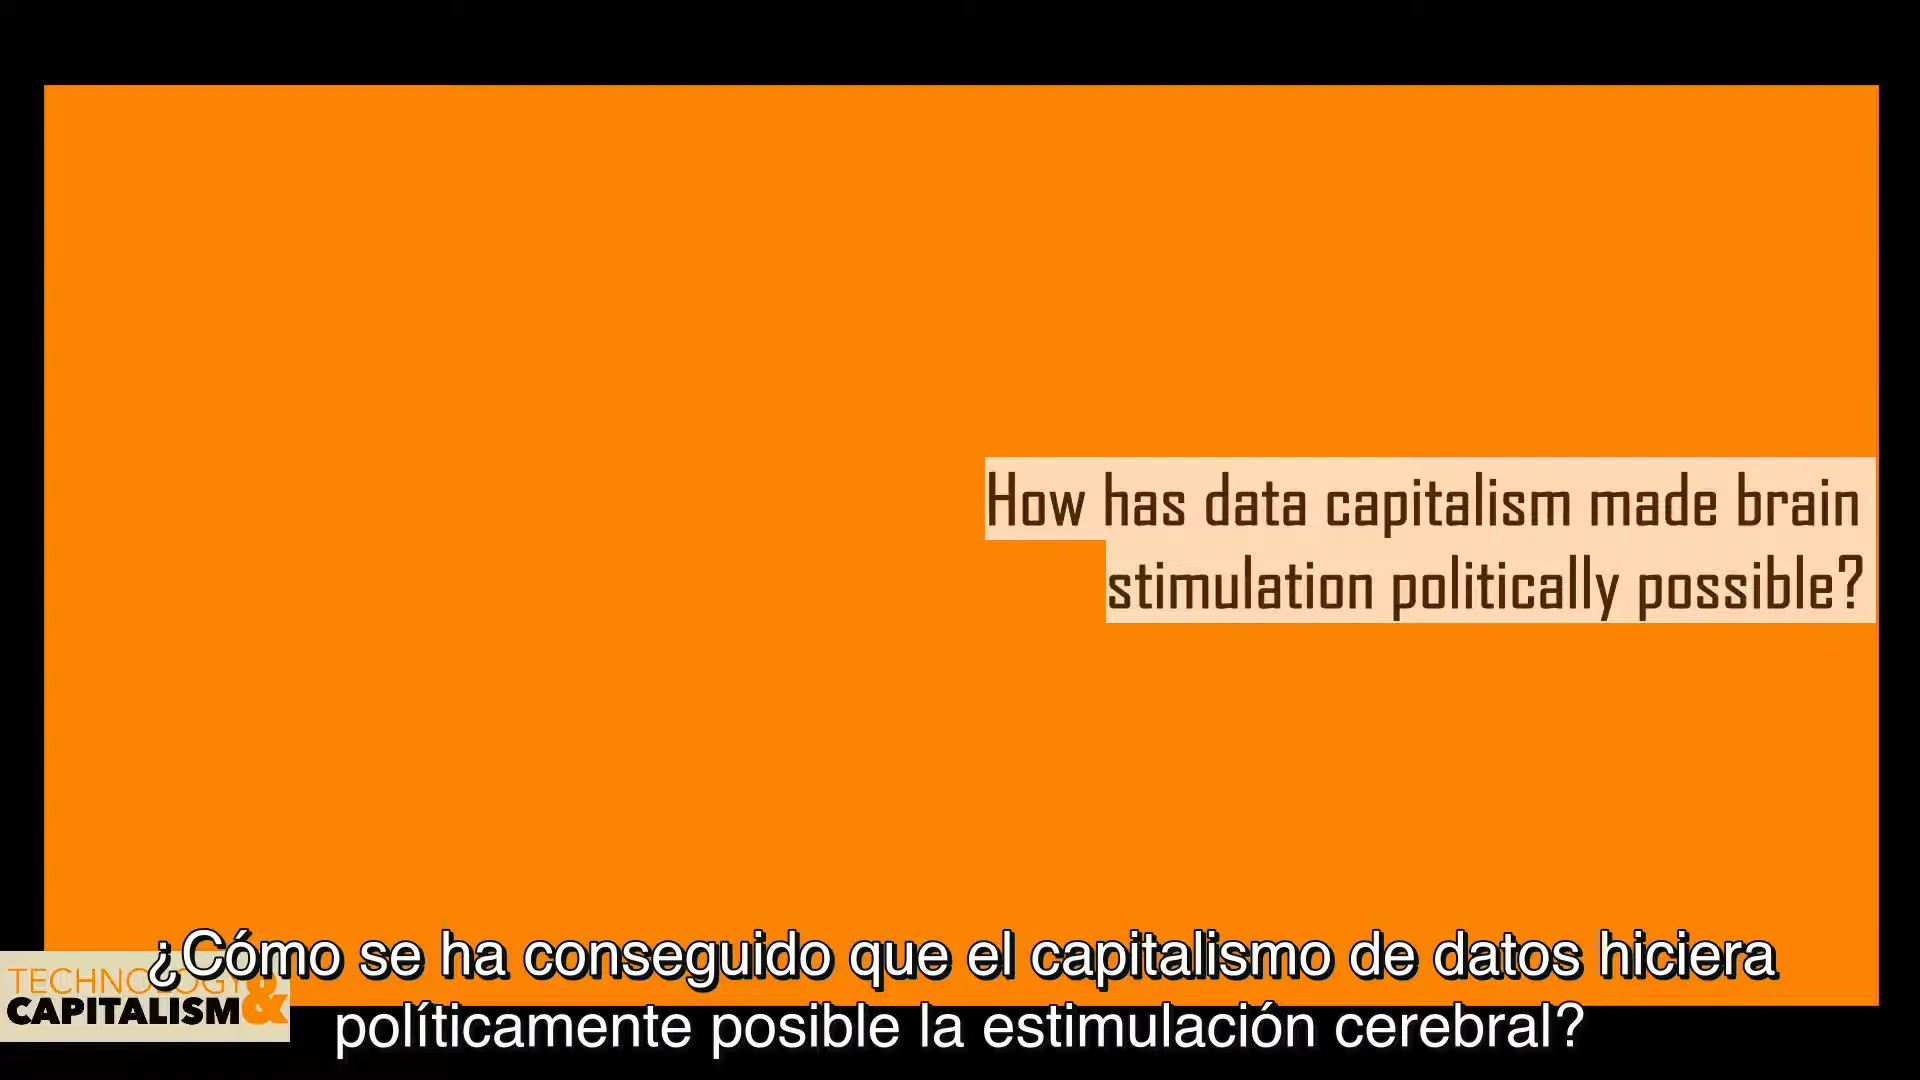 How has data capitalism made brain
stimulation politically possible?
¿Cómo se ha conseguido que el capitalismo de datos hiciera
políticamente posible la estimulación cerebral?
TECHNOLOGY &
CAPITALISM